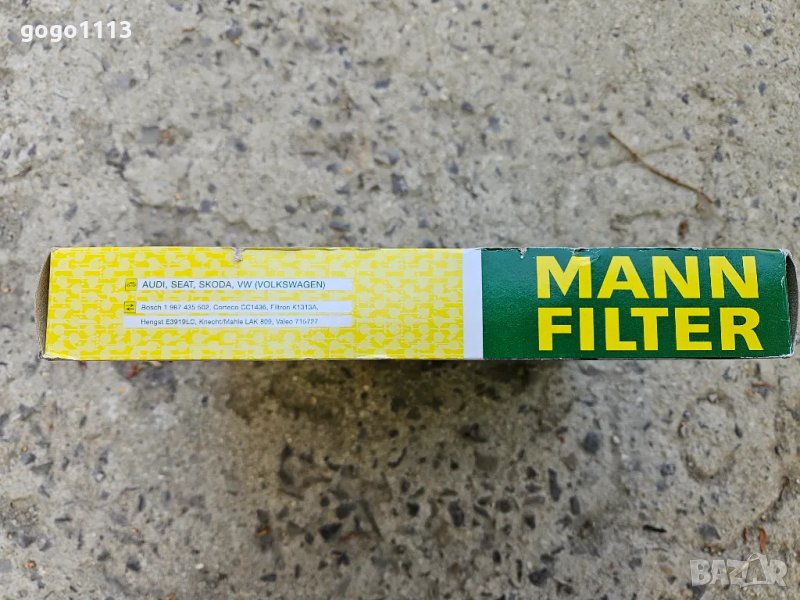 gogo1113
AUDI, SEAT, SKODA, VW (VOLKSWAGEN)
Bosch 1 987 435 502, Corteco CC1436, Filtron K1313A,
Hengst E3919LC, Knecht/Mahle LAK 809, Valeo 715727
MANN
FILTER
BAZAR